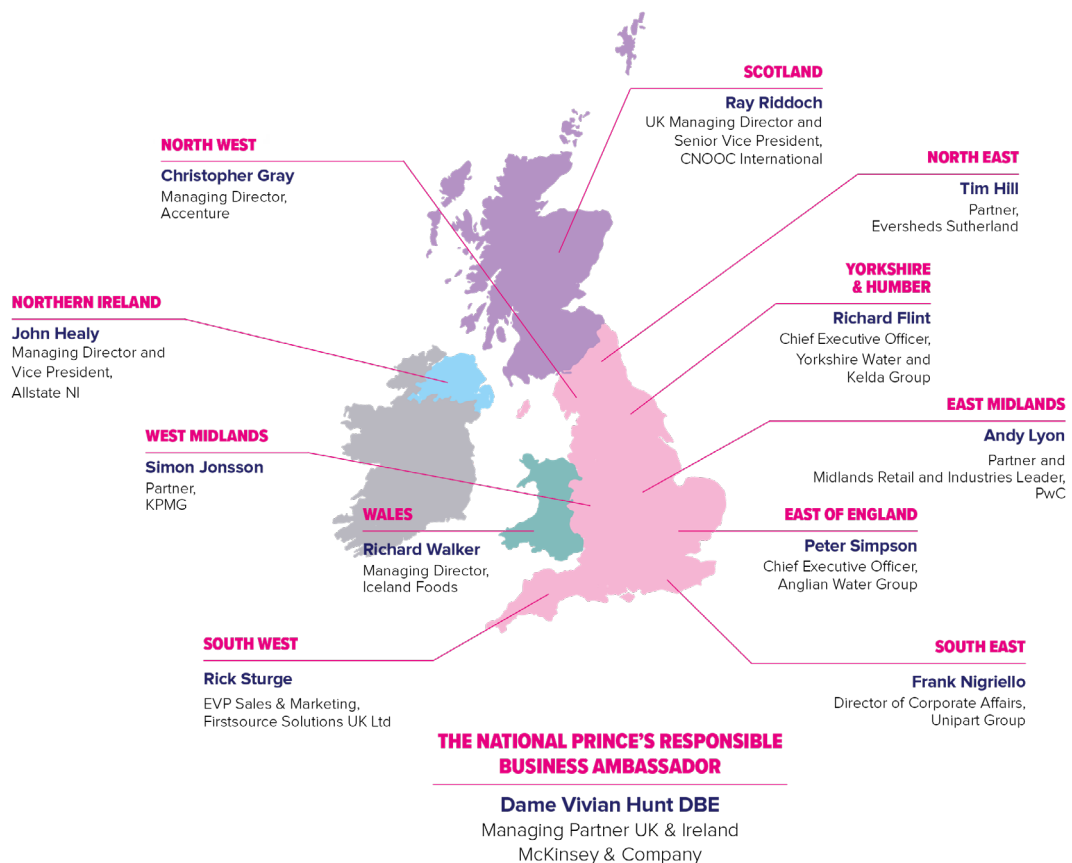 SCOTLAND
Ray Riddoch
UK Managing Director and
Senior Vice President,
CNOOC International
NORTH WEST
Christopher Gray
Managing Director,
Accenture
NORTH EAST
Tim Hill
Partner,
Eversheds Sutherland
YORKSHIRE
& HUMBER
Richard Flint
Chief Executive Officer,
Yorkshire Water and
Kelda Group
NORTHERN IRELAND
John Healy
Managing Director and
Vice President,
Allstate NI
EAST MIDLANDS
Andy Lyon
Partner and
Midlands Retail and Industries Leader,
PwC
WEST MIDLANDS
Simon Jonsson
Partner,
KPMG
WALES
Richard Walker
Managing Director,
Iceland Foods
EAST OF ENGLAND
Peter Simpson
Chief Executive Officer,
Anglian Water Group
SOUTH WEST
Rick Sturge
EVP Sales & Marketing,
Firstsource Solutions UK Ltd
SOUTH EAST
Frank Nigriello
Director of Corporate Affairs,
Unipart Group
THE NATIONAL PRINCE'S RESPONSIBLE
BUSINESS AMBASSADOR
Dame Vivian Hunt DBE
Managing Partner UK & Ireland
McKinsey & Company